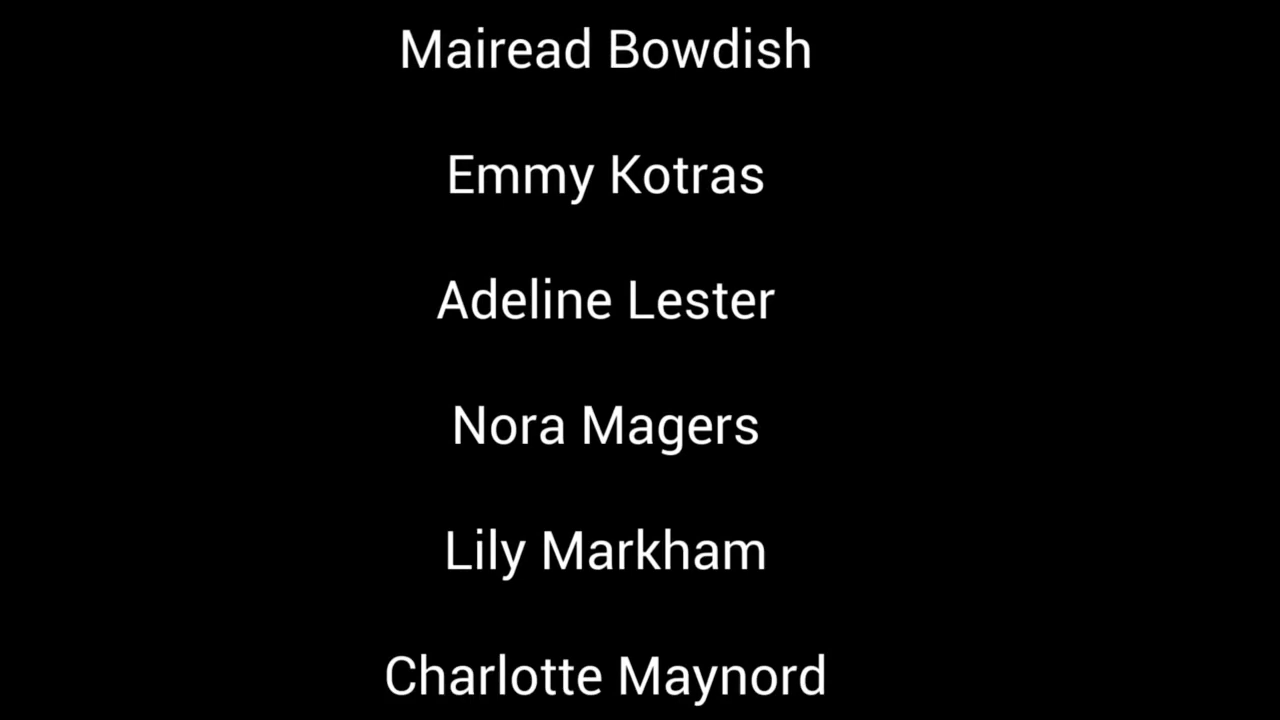 Mairead Bowdish
Emmy Kotras
Adeline Lester
Nora Magers
Lily Markham
Charlotte Maynord